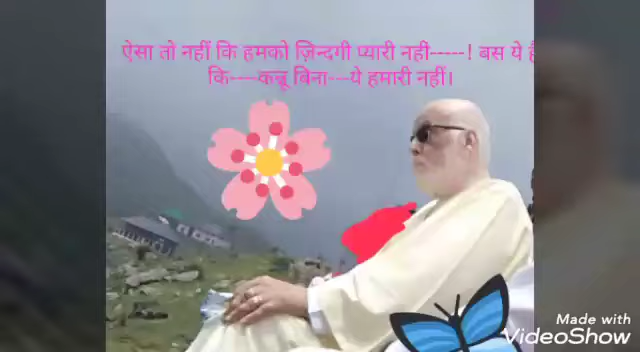 ऐसा तो नहीं कि हमको ज़िन्दगी प्यारी नहीं-----! बस ये है
कि----कन्नू बिना---ये हमारी नहीं।
Made with
VideoShow